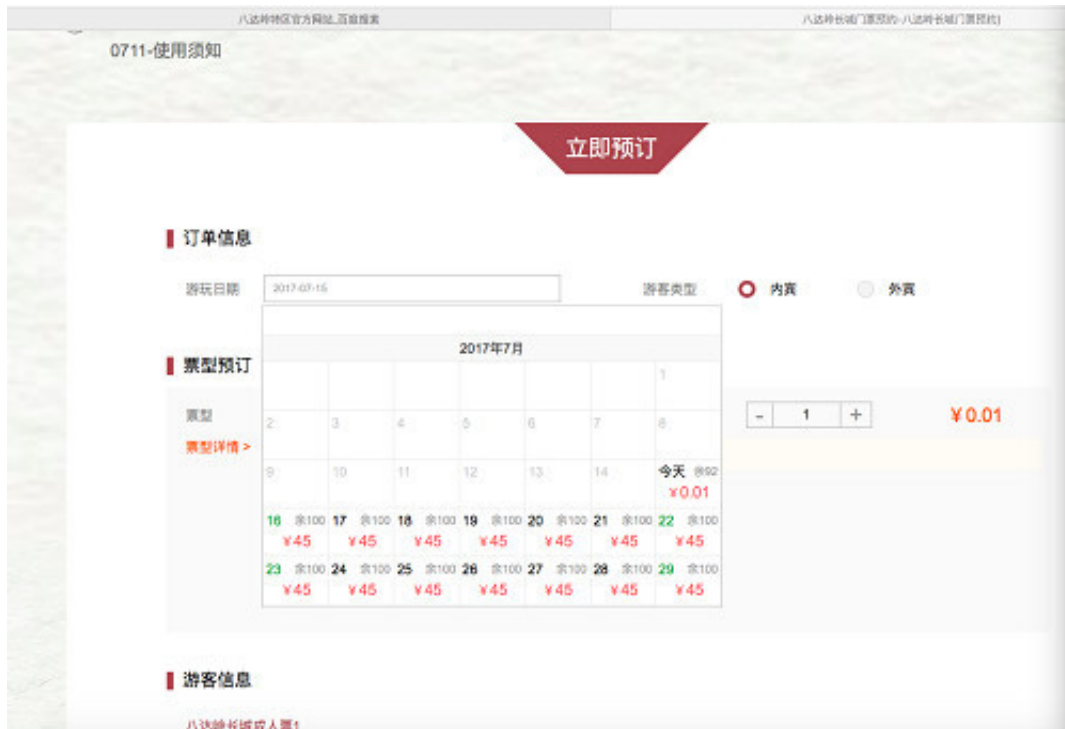 八达岭特区官方网站_百度搜索 八达岭长城门票预约-八达岭长城门票预约)
0711-使用须知
立即预订
订单信息
游玩日期 2017-07-15 游客类型 内宾 外宾
2017年7月
票型预订
1
票型 - 1 + ¥0.01
2 3 4 5 6 7 8
票型详情 >
9 10 11 12 13 14 今天 余92
¥0.01
16 余100 17 余100 18 余100 19 余100 20 余100 21 余100 22 余100
¥45 ¥45 ¥45 ¥45 ¥45 ¥45 ¥45
23 余100 24 余100 25 余100 26 余100 27 余100 28 余100 29 余100
¥45 ¥45 ¥45 ¥45 ¥45 ¥45 ¥45
游客信息
八达岭长城成人票1